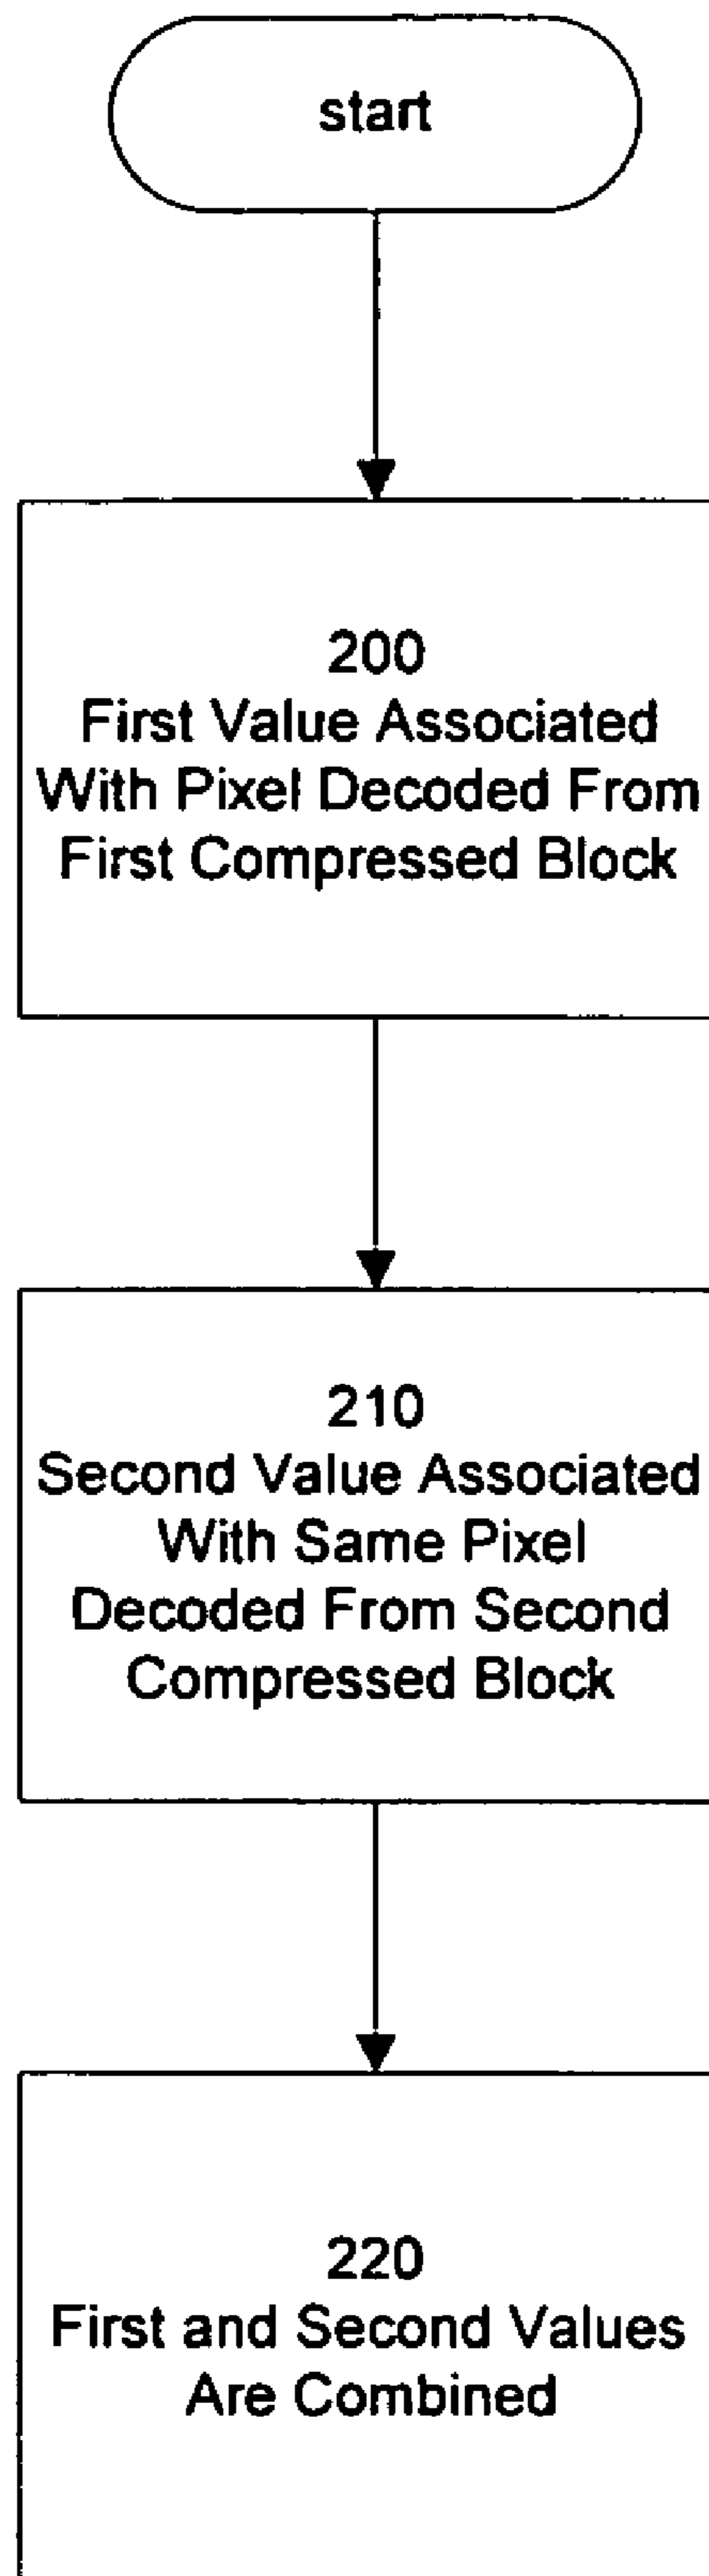 start
200
First Value Associated
With Pixel Decoded From
First Compressed Block
210
Second Value Associated
With Same Pixel
Decoded From Second
Compressed Block
220
First and Second Values
Are Combined